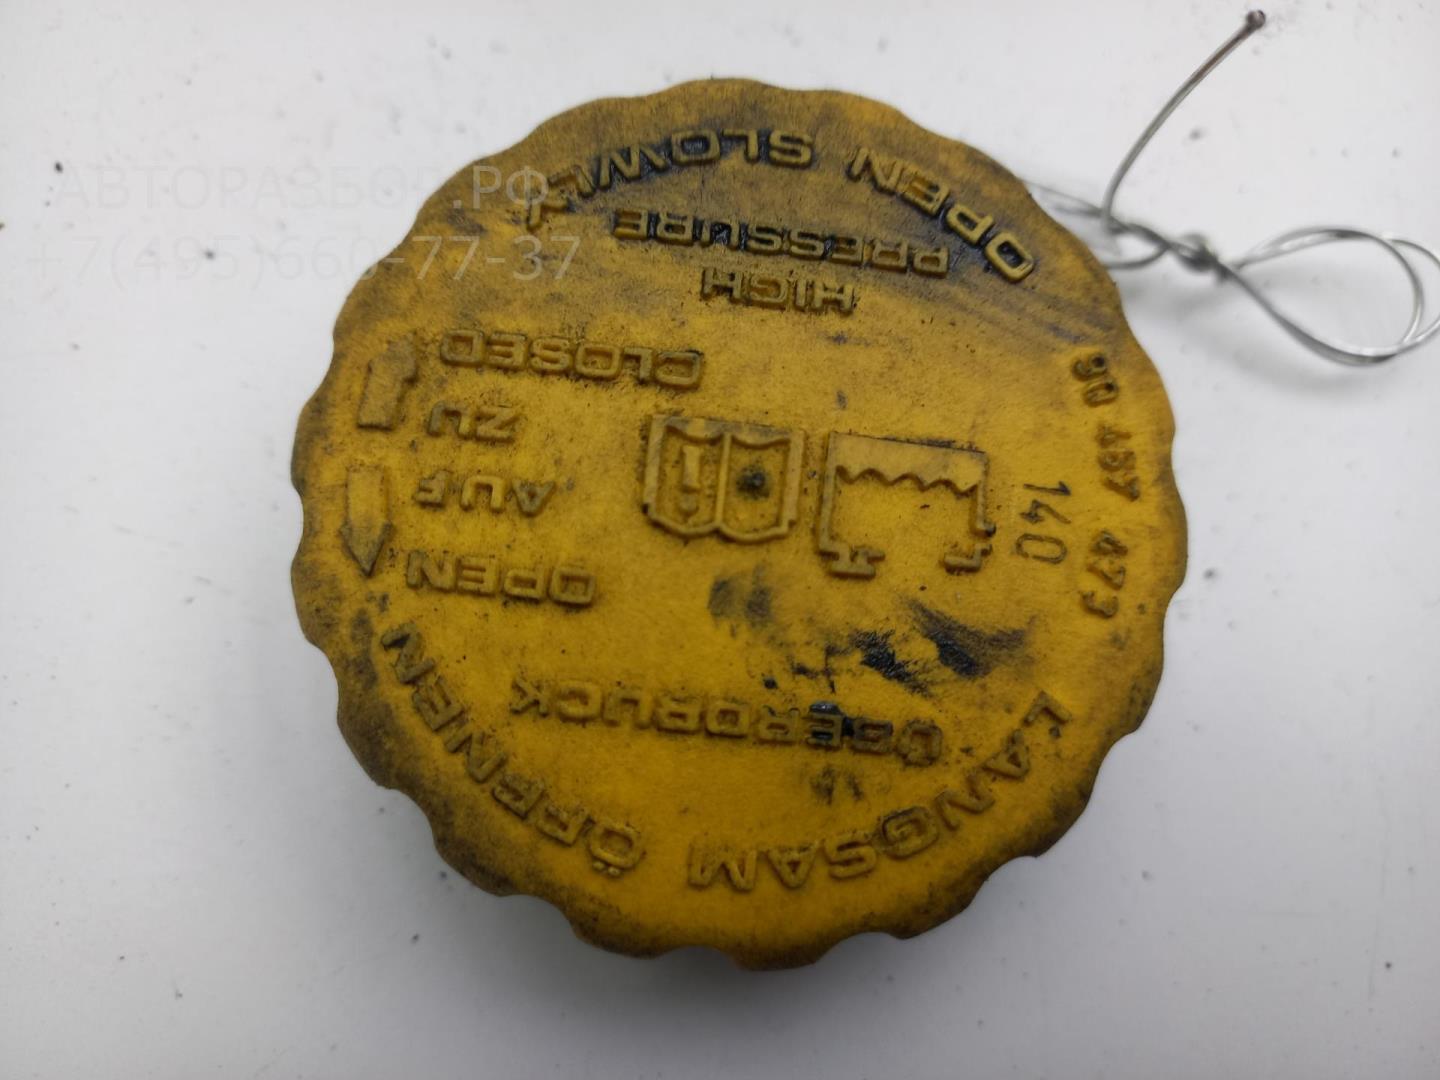 АВТОРАЗБОР.РФ
+7(495)660-77-37
LANGSAM ÖFFNEN
ÜBERDRUCK
OPEN
AUF
ZU
CLOSED
HIGH
PRESSURE
OPEN SLOWLY
140
90 467 473